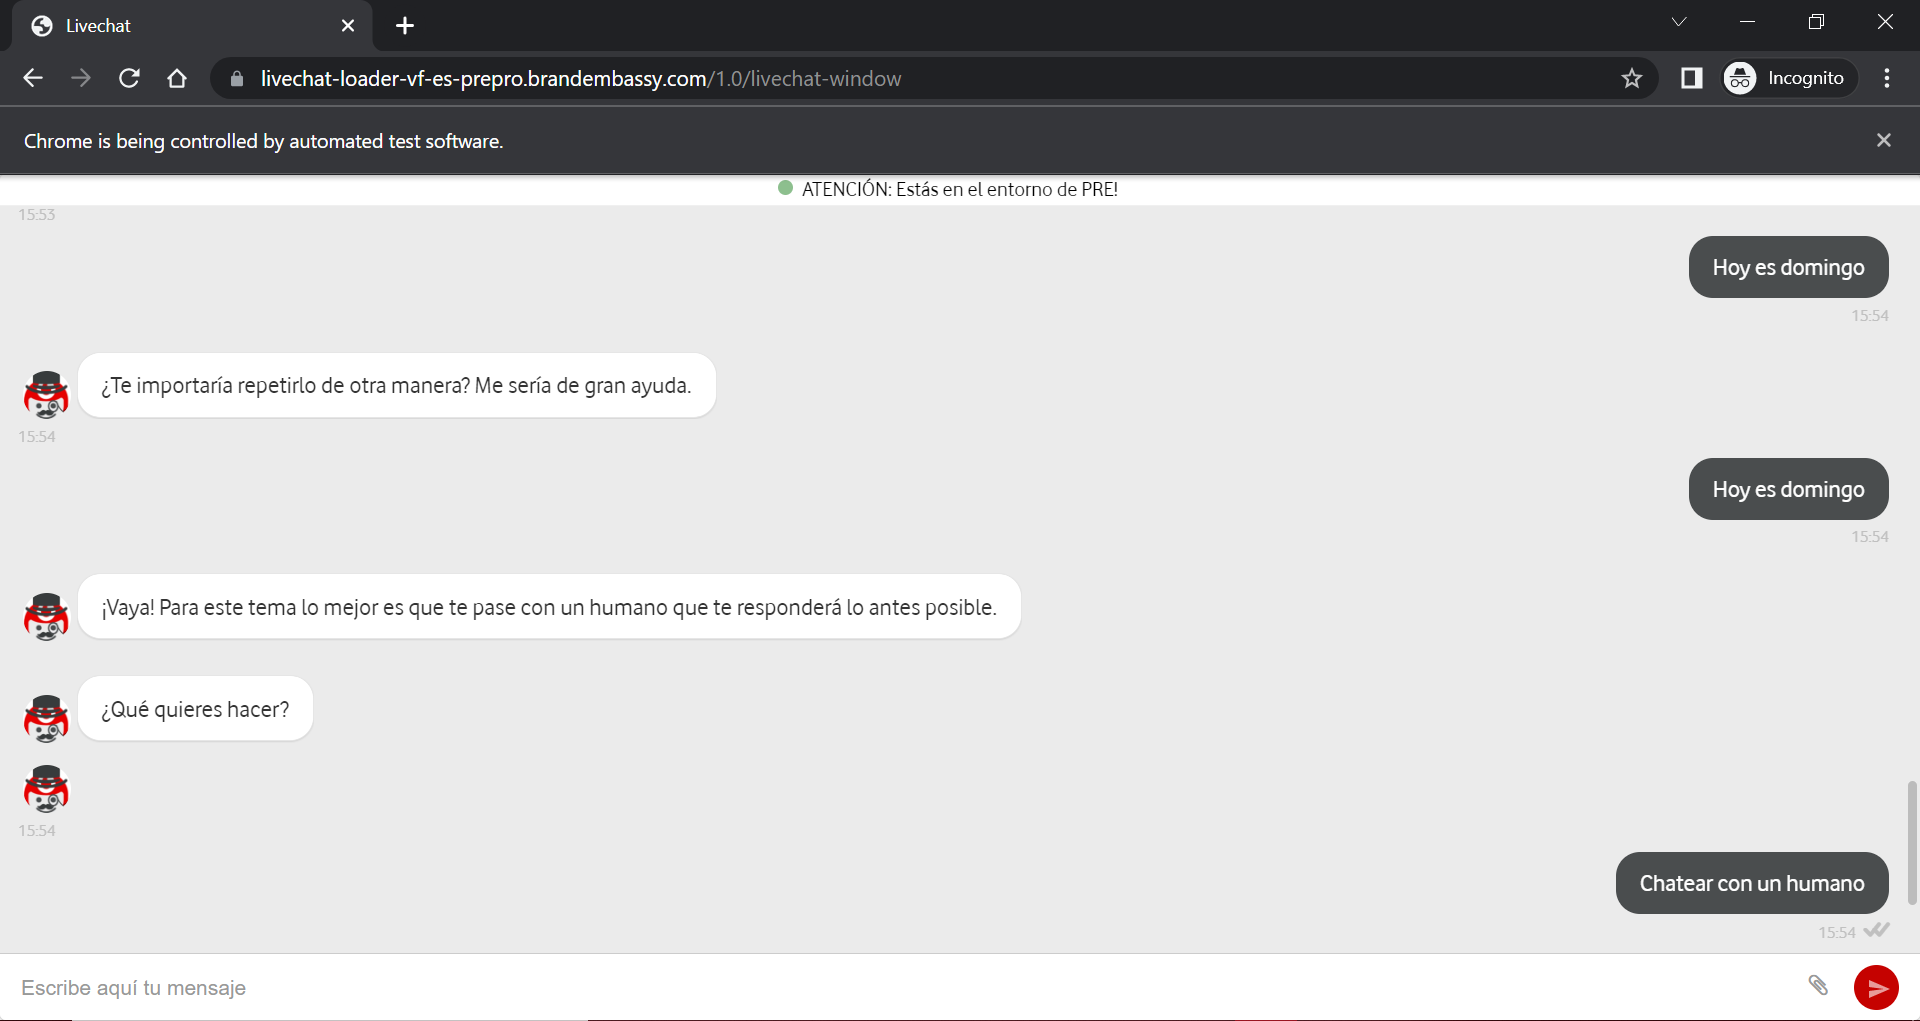 Livechat
livechat-loader-vf-es-prepro.brandembassy.com/1.0/livechat-window
Incognito
Chrome is being controlled by automated test software.
ATENCIÓN: Estás en el entorno de PRE!
15:53
Hoy es domingo
15:54
¿Te importaría repetirlo de otra manera? Me sería de gran ayuda.
15:54
Hoy es domingo
15:54
¡Vaya! Para este tema lo mejor es que te pase con un humano que te responderá lo antes posible.
¿Qué quieres hacer?
15:54
Chatear con un humano
15:54
Escribe aquí tu mensaje